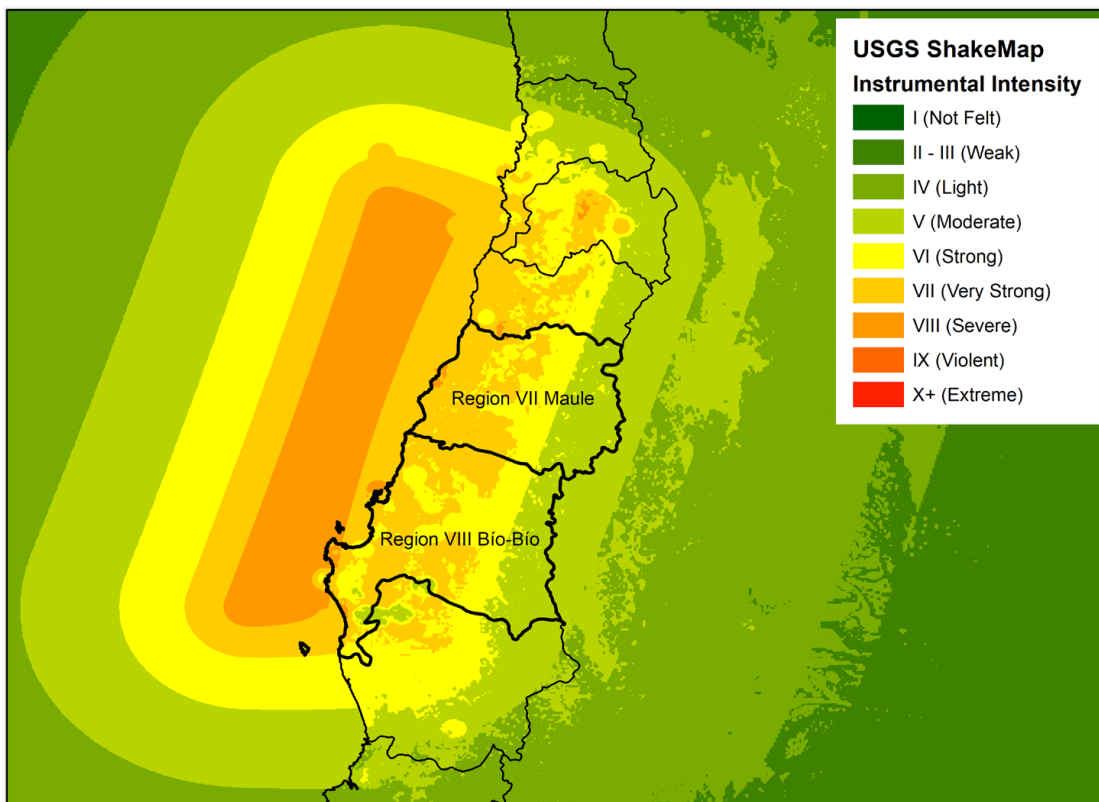 USGS ShakeMap
Instrumental Intensity
I (Not Felt)
II - III (Weak)
IV (Light)
V (Moderate)
VI (Strong)
VII (Very Strong)
VIII (Severe)
IX (Violent)
X+ (Extreme)
Region VII Maule
Region VIII Bío-Bío